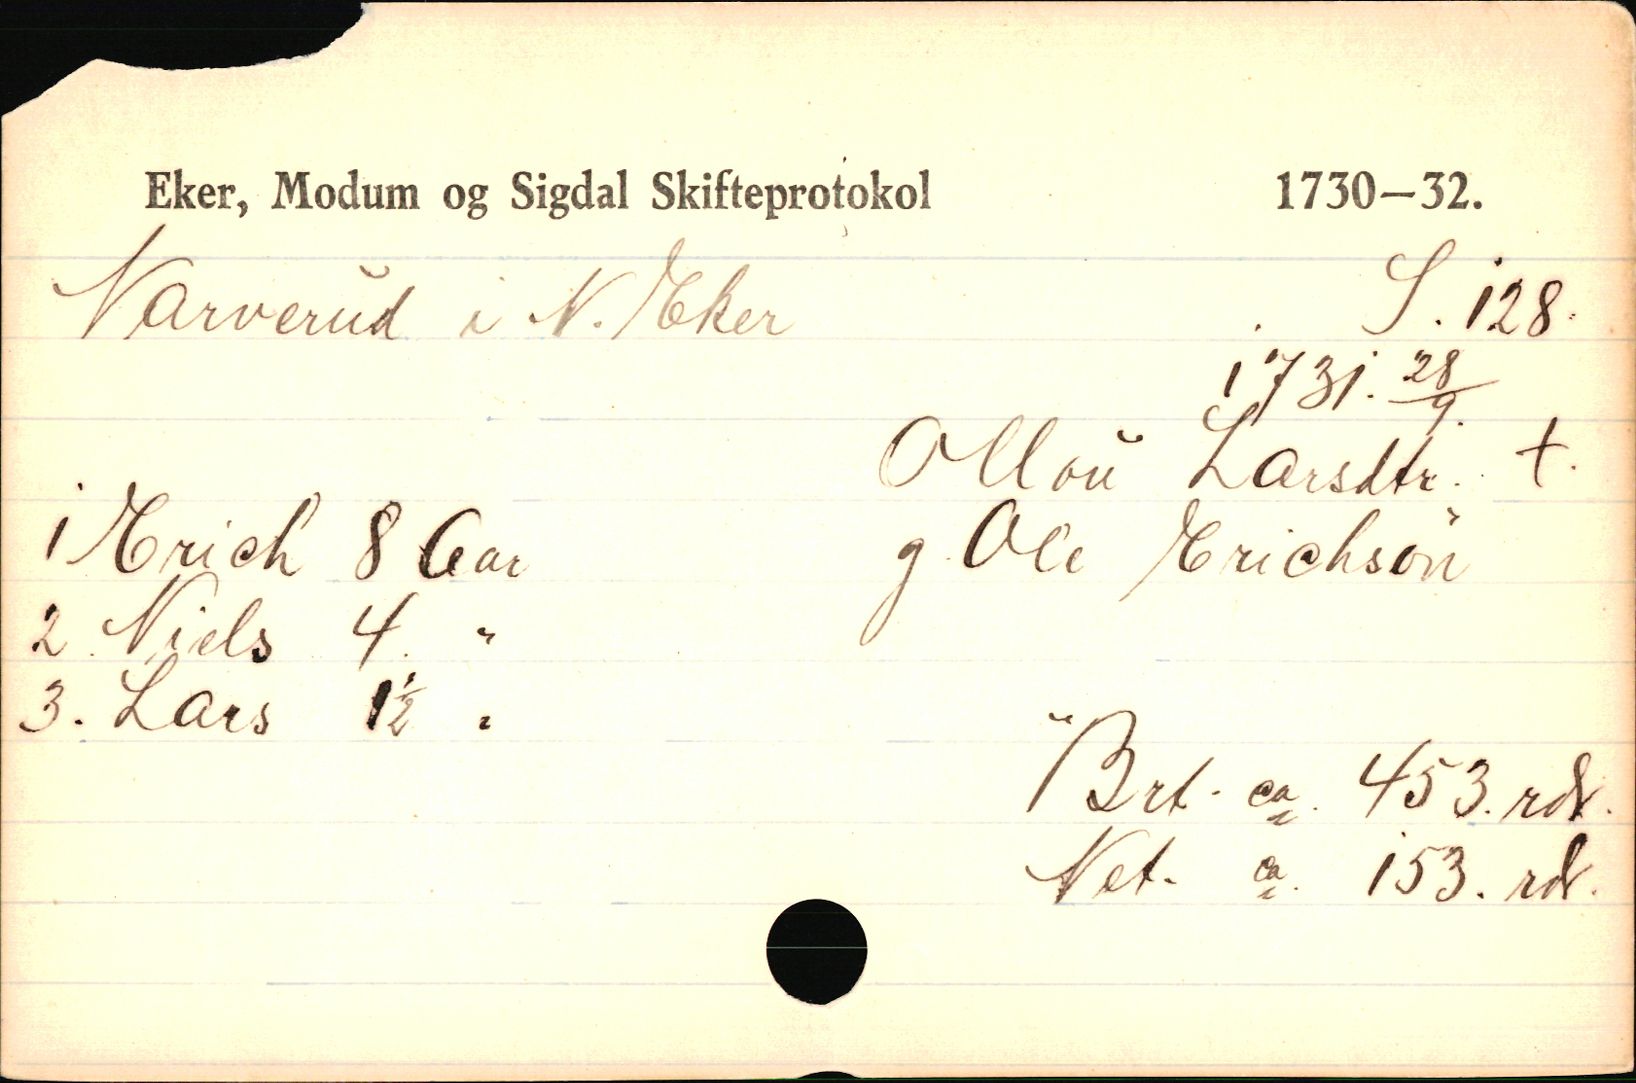 Eker, Modum og Sigdal Skifteprotokol 1730—32.
Narverud i N. Eker S. 128.
1731. 28/9.
Ollou Larsdtr. †.
1 Erich 8 Aar g. Ole Erichsön
2. Niels 4. "
3. Lars 1½ "
Brt. ca. 453. rdr.
Net. ca. 153. rdr.